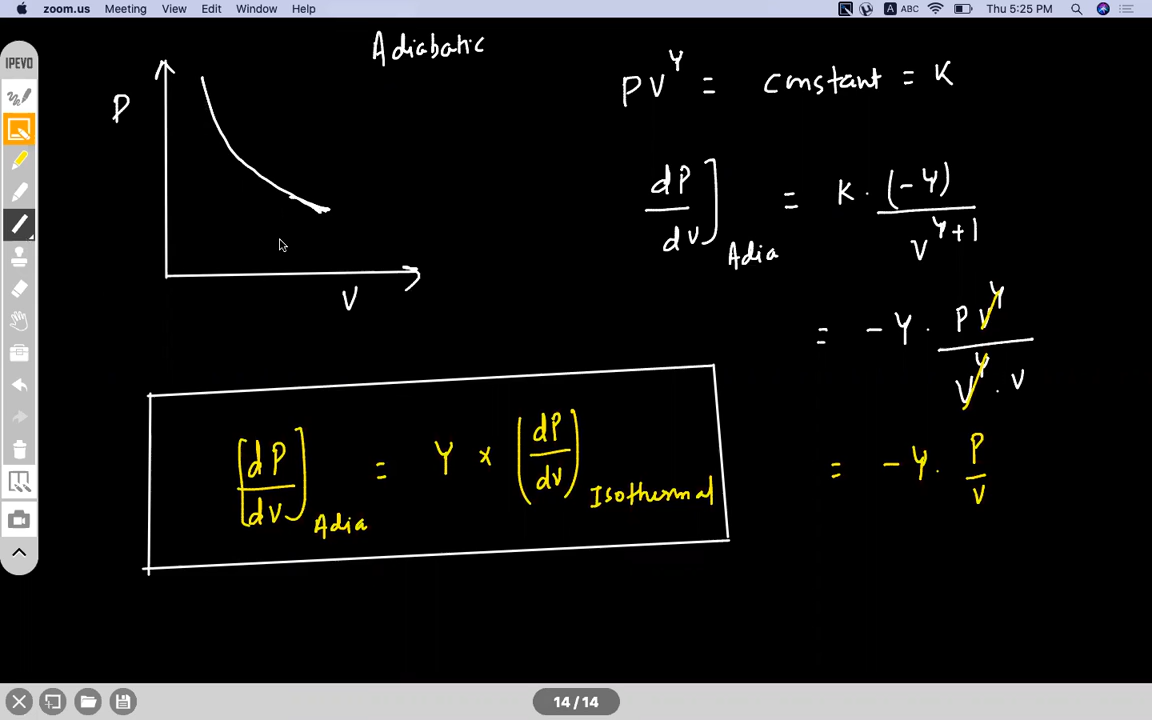 zoom.us Meeting View Edit Window Help ABC Thu 5:25 PM
IPEVO
Adiabatic
P
V
PV^γ = constant = K
dP/dV]Adia = K · (-γ)/V^γ+1
= -γ · PV^γ/V^γ · V
= -γ · P/V
[dP/dV]Adia = γ × (dP/dV)Isothermal
14 / 14